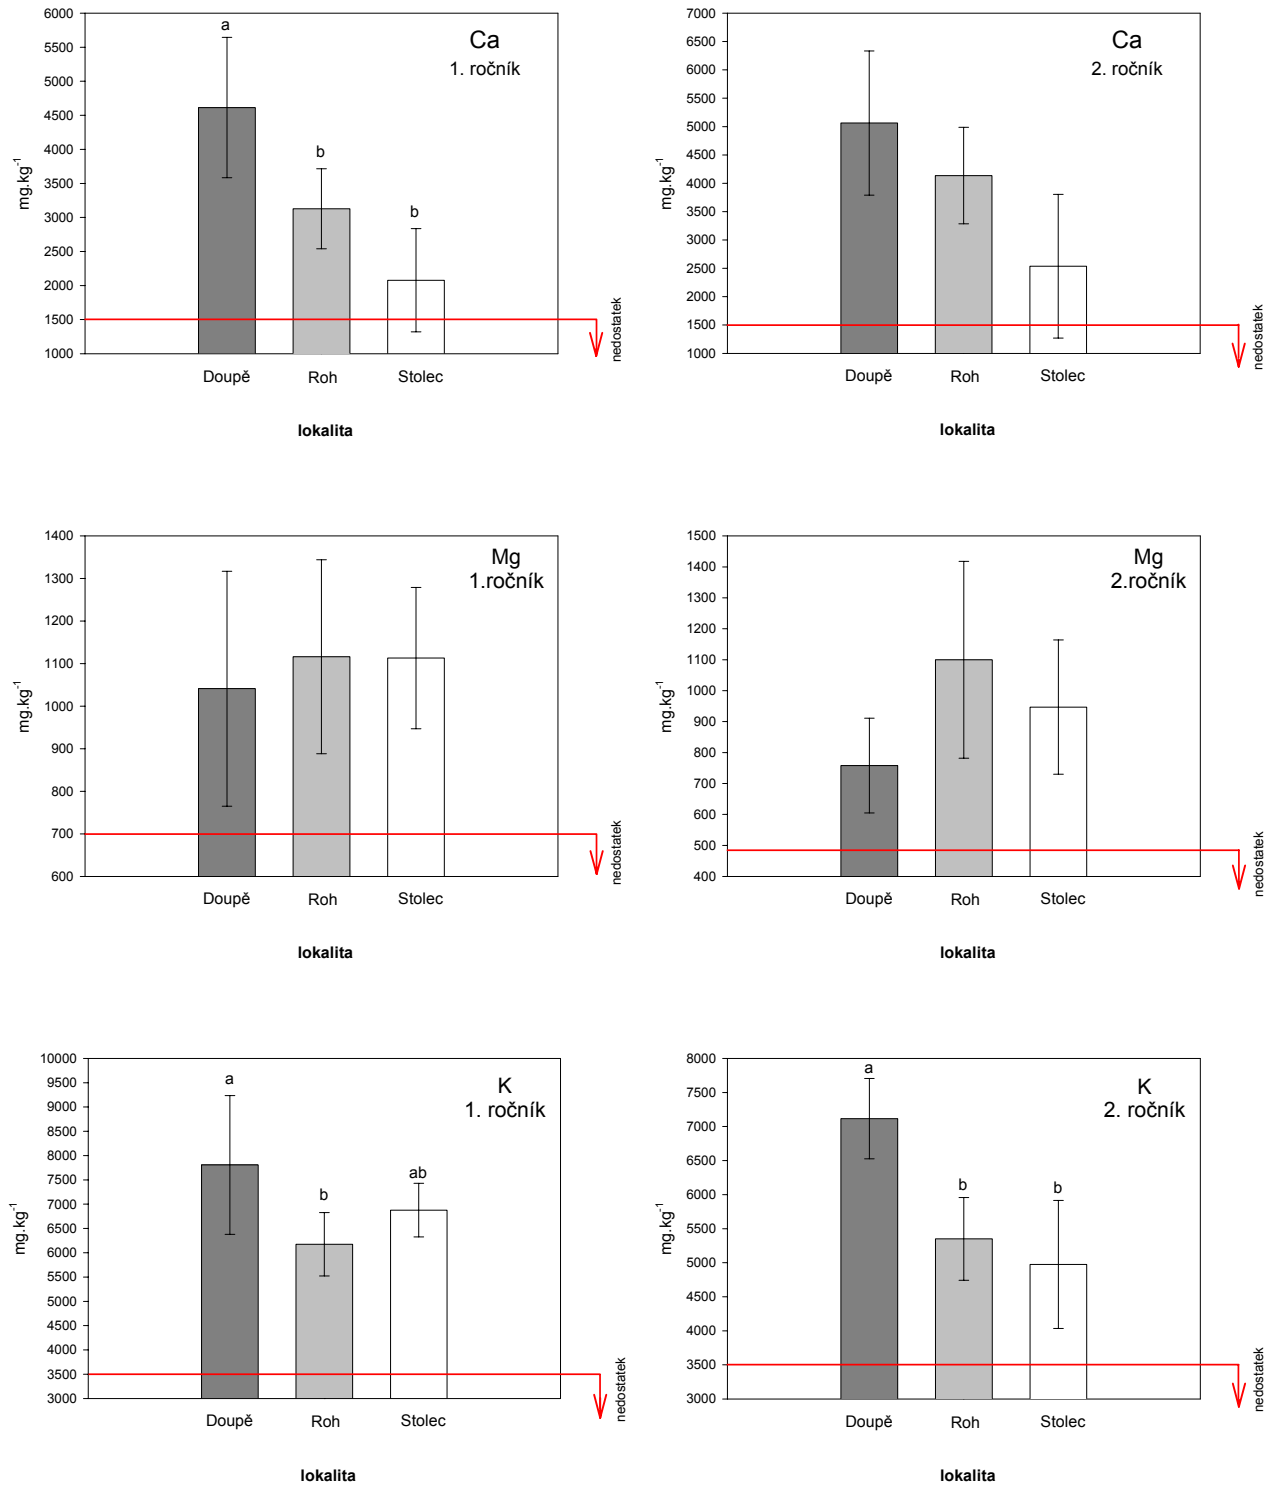 6000
5500
5000
4500
4000
3500
3000
2500
2000
1500
1000
mg.kg-1
Ca
1. ročník
a
b
b
nedostatek
Doupě Roh Stolec
lokalita
7000
6500
6000
5500
5000
4500
4000
3500
3000
2500
2000
1500
1000
mg.kg-1
Ca
2. ročník
nedostatek
Doupě Roh Stolec
lokalita
1400
1300
1200
1100
1000
900
800
700
600
mg.kg-1
Mg
1.ročník
nedostatek
Doupě Roh Stolec
lokalita
1500
1400
1300
1200
1100
1000
900
800
700
600
500
400
mg.kg-1
Mg
2.ročník
nedostatek
Doupě Roh Stolec
lokalita
10000
9500
9000
8500
8000
7500
7000
6500
6000
5500
5000
4500
4000
3500
3000
mg.kg-1
K
1. ročník
a
b
ab
nedostatek
Doupě Roh Stolec
lokalita
8000
7500
7000
6500
6000
5500
5000
4500
4000
3500
3000
mg.kg-1
K
2. ročník
a
b
b
nedostatek
Doupě Roh Stolec
lokalita